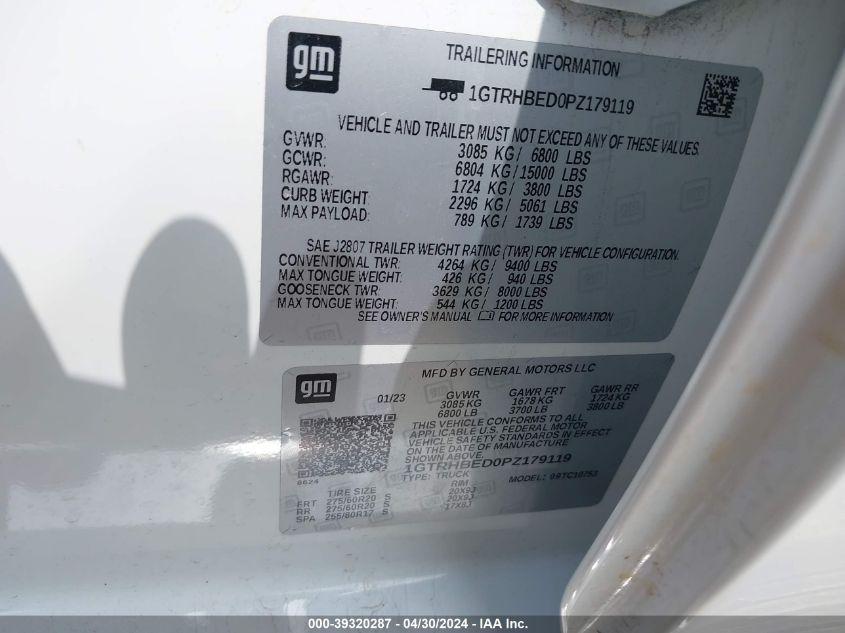 gm
TRAILERING INFORMATION
1GTRHBED0PZ179119
VEHICLE AND TRAILER MUST NOT EXCEED ANY OF THESE VALUES.
GVWR: 3085 KG/ 6800 LBS
GCWR: 6804 KG/15000 LBS
RGAWR: 1724 KG/ 3800 LBS
CURB WEIGHT: 2296 KG/ 5061 LBS
MAX PAYLOAD: 789 KG/ 1739 LBS
SAE J2807 TRAILER WEIGHT RATING (TWR) FOR VEHICLE CONFIGURATION.
CONVENTIONAL TWR: 4264 KG/ 9400 LBS
MAX TONGUE WEIGHT: 426 KG/ 940 LBS
GOOSENECK TWR: 3629 KG/ 8000 LBS
MAX TONGUE WEIGHT: 544 KG/ 1200 LBS
SEE OWNER'S MANUAL FOR MORE INFORMATION
gm
MFD BY GENERAL MOTORS LLC
01/23 GVWR GAWR FRT GAWR RR
3085 KG 1678 KG 1724 KG
6800 LB 3700 LB 3800 LB
THIS VEHICLE CONFORMS TO ALL
APPLICABLE U.S. FEDERAL MOTOR
VEHICLE SAFETY STANDARDS IN EFFECT
ON THE DATE OF MANUFACTURE
SHOWN ABOVE.
1GTRHBED0PZ179119
8624 TYPE: TRUCK MODEL: 99TC10753
TIRE SIZE RIM
FRT 275/60R20 S 20X9J
RR 275/60R20 S 20X9J
SPA 255/80R17 S 17X8J
000-39320287 - 04/30/2024 - IAA Inc.